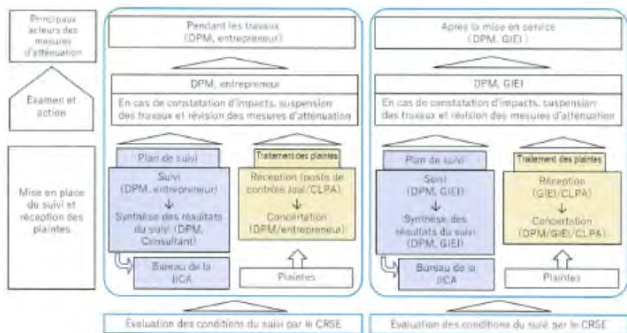 Principaux
acteurs des
mesures
d'atténuation
Examen et
action
Mise en place
du suivi et
réception des
plaintes
Pendant les travaux
(DPM, entrepreneur)
DPM, entrepreneur
En cas de constatation d'impacts, suspension
des travaux et révision des mesures d'atténuation
Plan de suivi
Suivi
(DPM, entrepreneur)
Synthèse des résultats
du suivi (DPM,
Consultant)
Bureau de la
JICA
Traitement des plaintes
Réception (poste de
contrôle Joal/CLPA)
Concertation
(DPM/entrepreneur)
Plaintes
Évaluation des conditions du suivi par le CRSE
Après la mise en service
(DPM, GIEI)
DPM, GIEI
En cas de constatation d'impacts, suspension
des travaux et révision des mesures d'atténuation
Plan de suivi
Suivi
(DPM, GIEI)
Synthèse des
résultats du suivi
(DPM, GIEI)
Bureau de la
JICA
Traitement des plaintes
Réception
(GIEI/CLPA)
Concertation
(DPM/GIEI/CLPA)
Plaintes
Évaluation des conditions du suivi par le CRSE